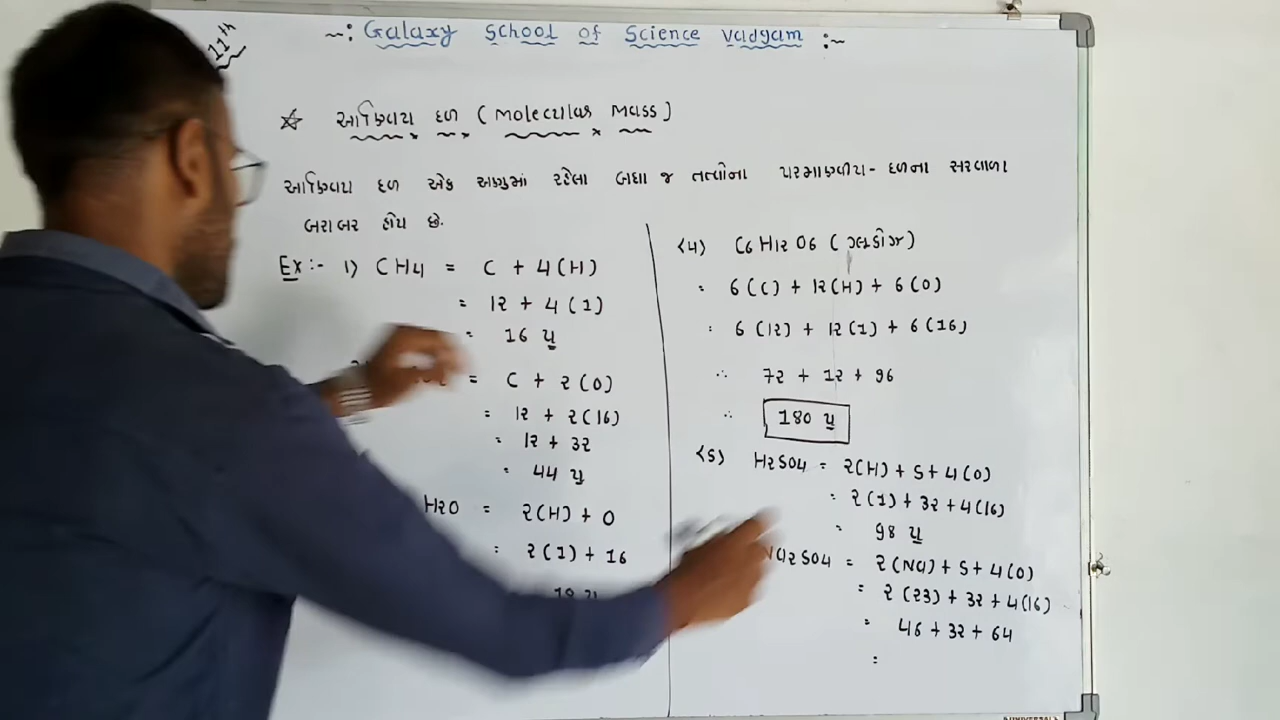 11th
~: Galaxy School of Science Vadgam :~
☆ આણ્વિય દળ ( Moleculas Mass )
આણ્વિય દળ એક અણુમાં રહેલા બધા જ તત્વોના પરમાણ્વીય - દળના સરવાળા
બરાબર હોય છે.
Ex :- 1) CH4 = C + 4(H)
= 12 + 4(1)
= 16 u
= C + 2(O)
= 12 + 2(16)
= 12 + 32
= 44 u
H2O = 2(H) + O
= 2(1) + 16
18 u
(4) C6H12O6 ( ગ્લુકોઝ )
= 6(C) + 12(H) + 6(O)
= 6(12) + 12(1) + 6(16)
∴ 72 + 12 + 96
∴ 180 u
(5) H2SO4 = 2(H) + S + 4(O)
= 2(1) + 32 + 4(16)
= 98 u
Na2SO4 = 2(Na) + S + 4(O)
= 2(23) + 32 + 4(16)
= 46 + 32 + 64
=